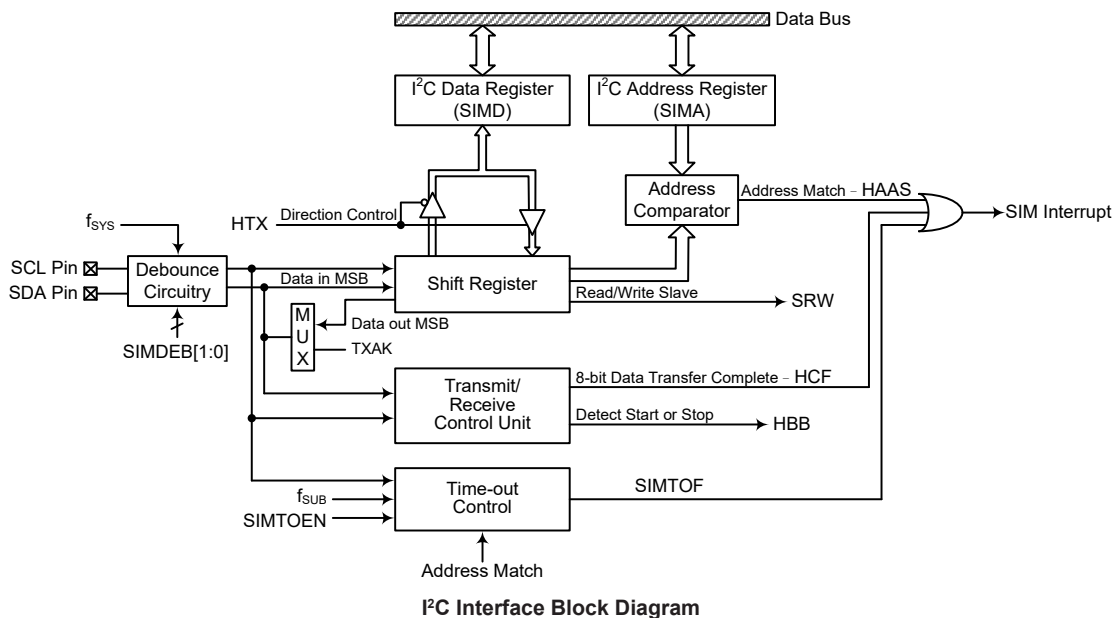 Data Bus
I²C Data Register
(SIMD)
I²C Address Register
(SIMA)
Address
Comparator
Address Match - HAAS
SIM Interrupt
HTX
Direction Control
fSYS
SCL Pin
SDA Pin
Debounce
Circuitry
SIMDEB[1:0]
Data in MSB
Shift Register
Read/Write Slave
SRW
M
U
X
Data out MSB
TXAK
Transmit/
Receive
Control Unit
8-bit Data Transfer Complete - HCF
Detect Start or Stop
HBB
fSUB
SIMTOEN
Time-out
Control
SIMTOF
Address Match
I²C Interface Block Diagram